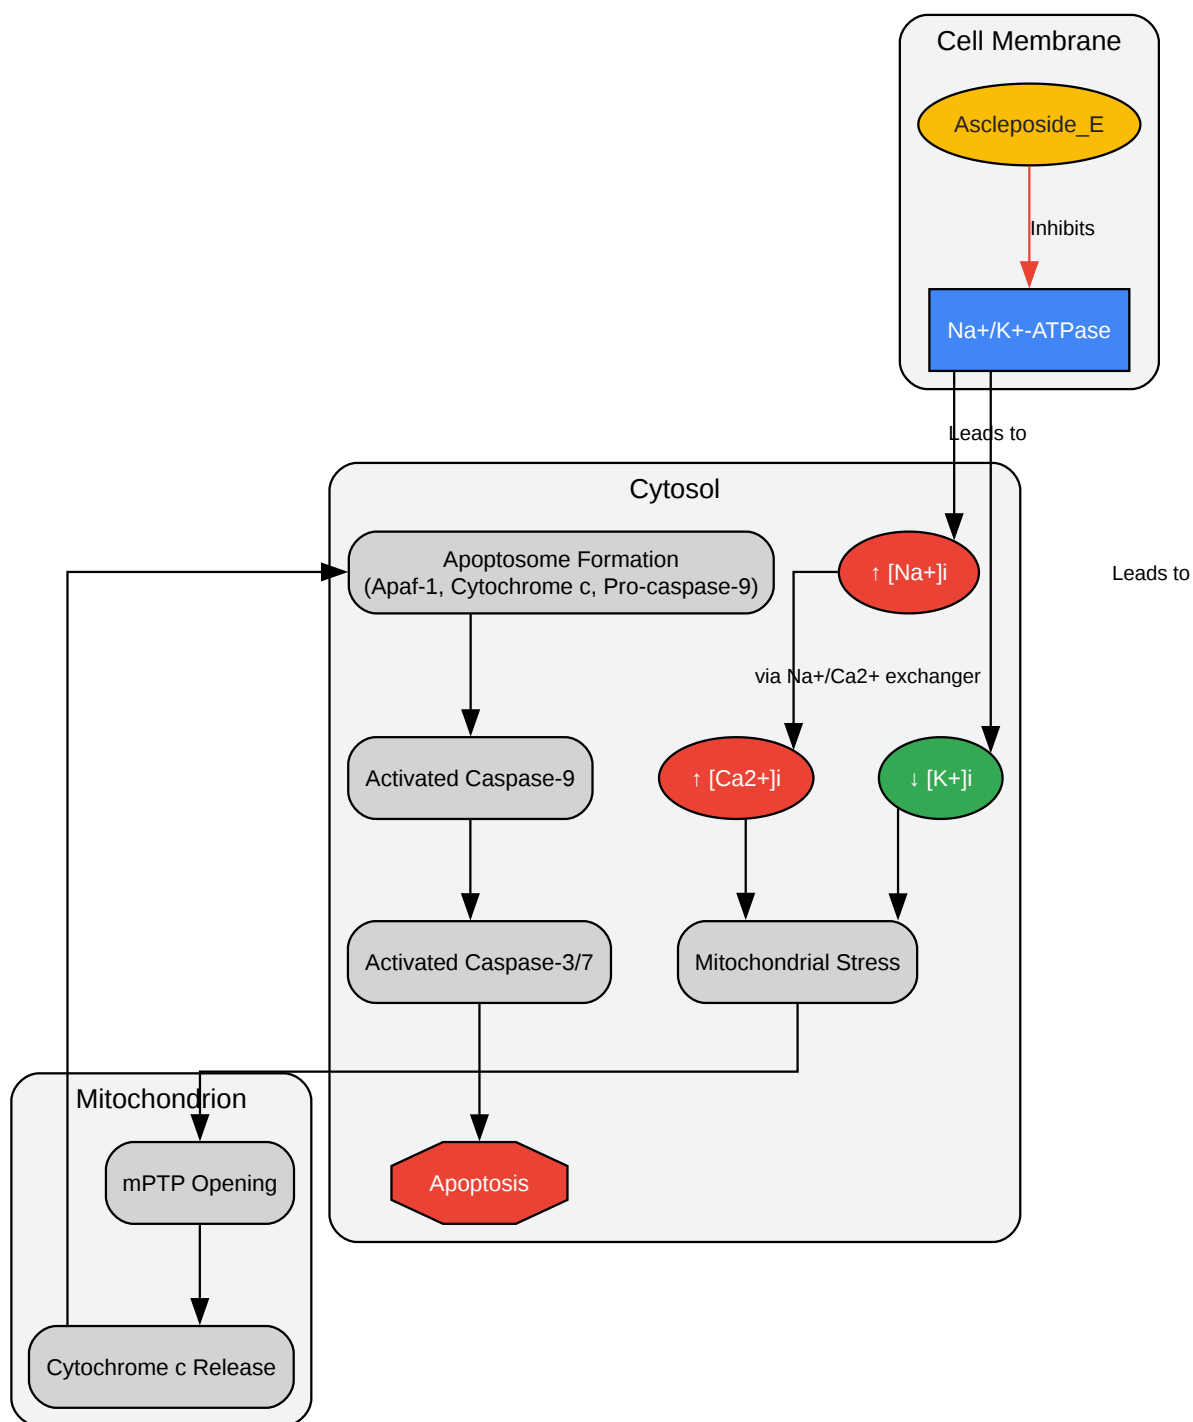 Cell Membrane
Ascleposide_E
Inhibits
Na+/K+-ATPase
Leads to
Cytosol
Apoptosome Formation
(Apaf-1, Cytochrome c, Pro-caspase-9)
↑ [Na+]i
Leads to
via Na+/Ca2+ exchanger
Activated Caspase-9
↑ [Ca2+]i
↓ [K+]i
Activated Caspase-3/7
Mitochondrial Stress
Mitochondrion
mPTP Opening
Apoptosis
Cytochrome c Release